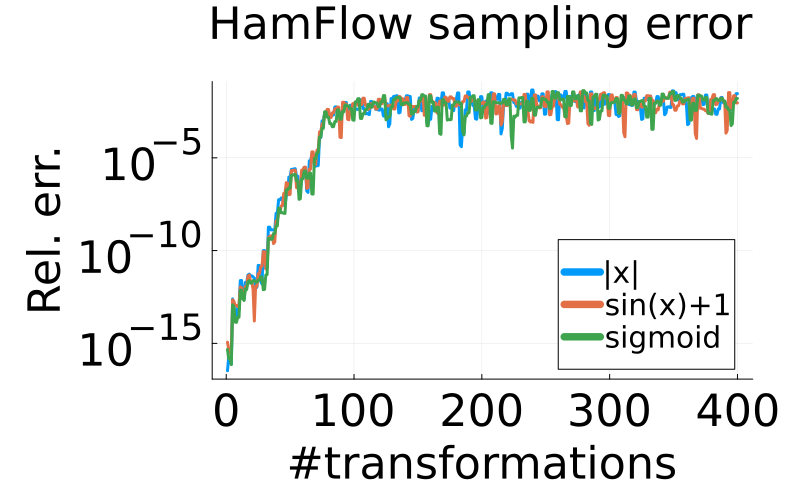 HamFlow sampling error
Rel. err.
10⁻⁵
10⁻¹⁰
10⁻¹⁵
|x|
sin(x)+1
sigmoid
0 100 200 300 400
#transformations